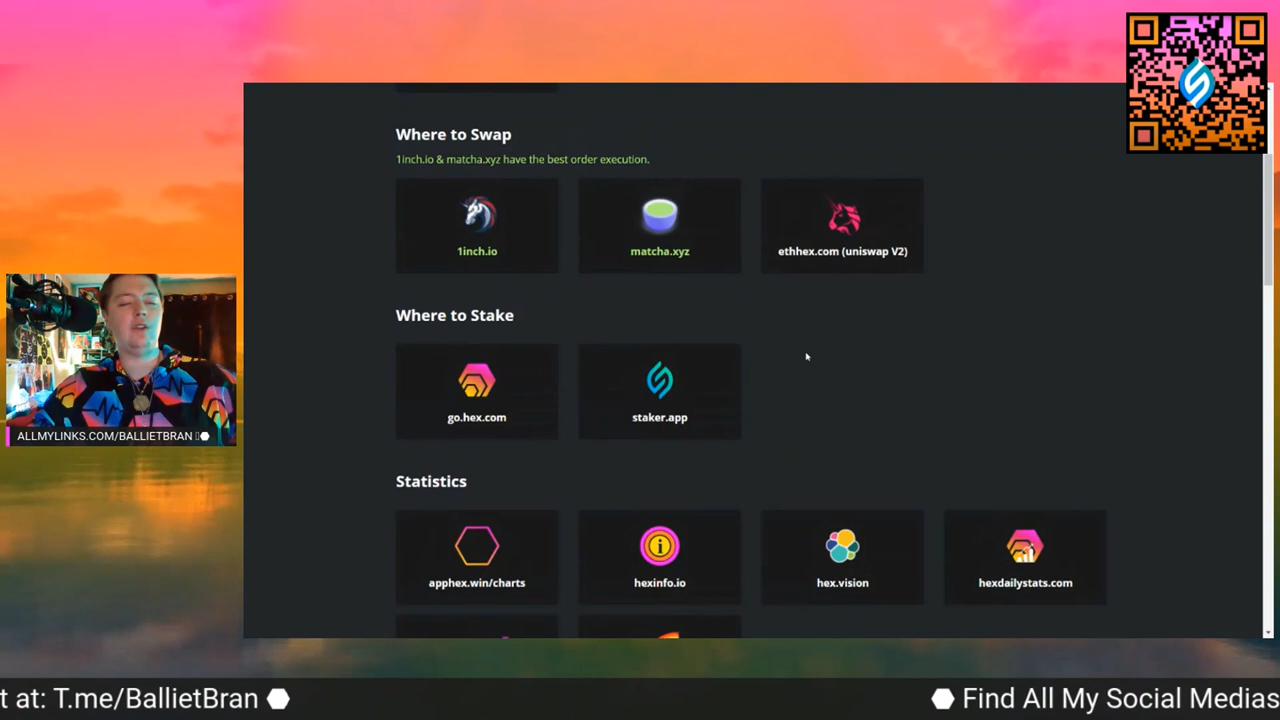 Where to Swap
1inch.io & matcha.xyz have the best order execution.
1inch.io
matcha.xyz
ethhex.com (uniswap V2)
Where to Stake
go.hex.com
staker.app
Statistics
apphex.win/charts
hexinfo.io
hex.vision
hexdailystats.com
ALLMYLINKS.COM/BALLIETBRAN
t at: T.me/BallietBran
Find All My Social Medias